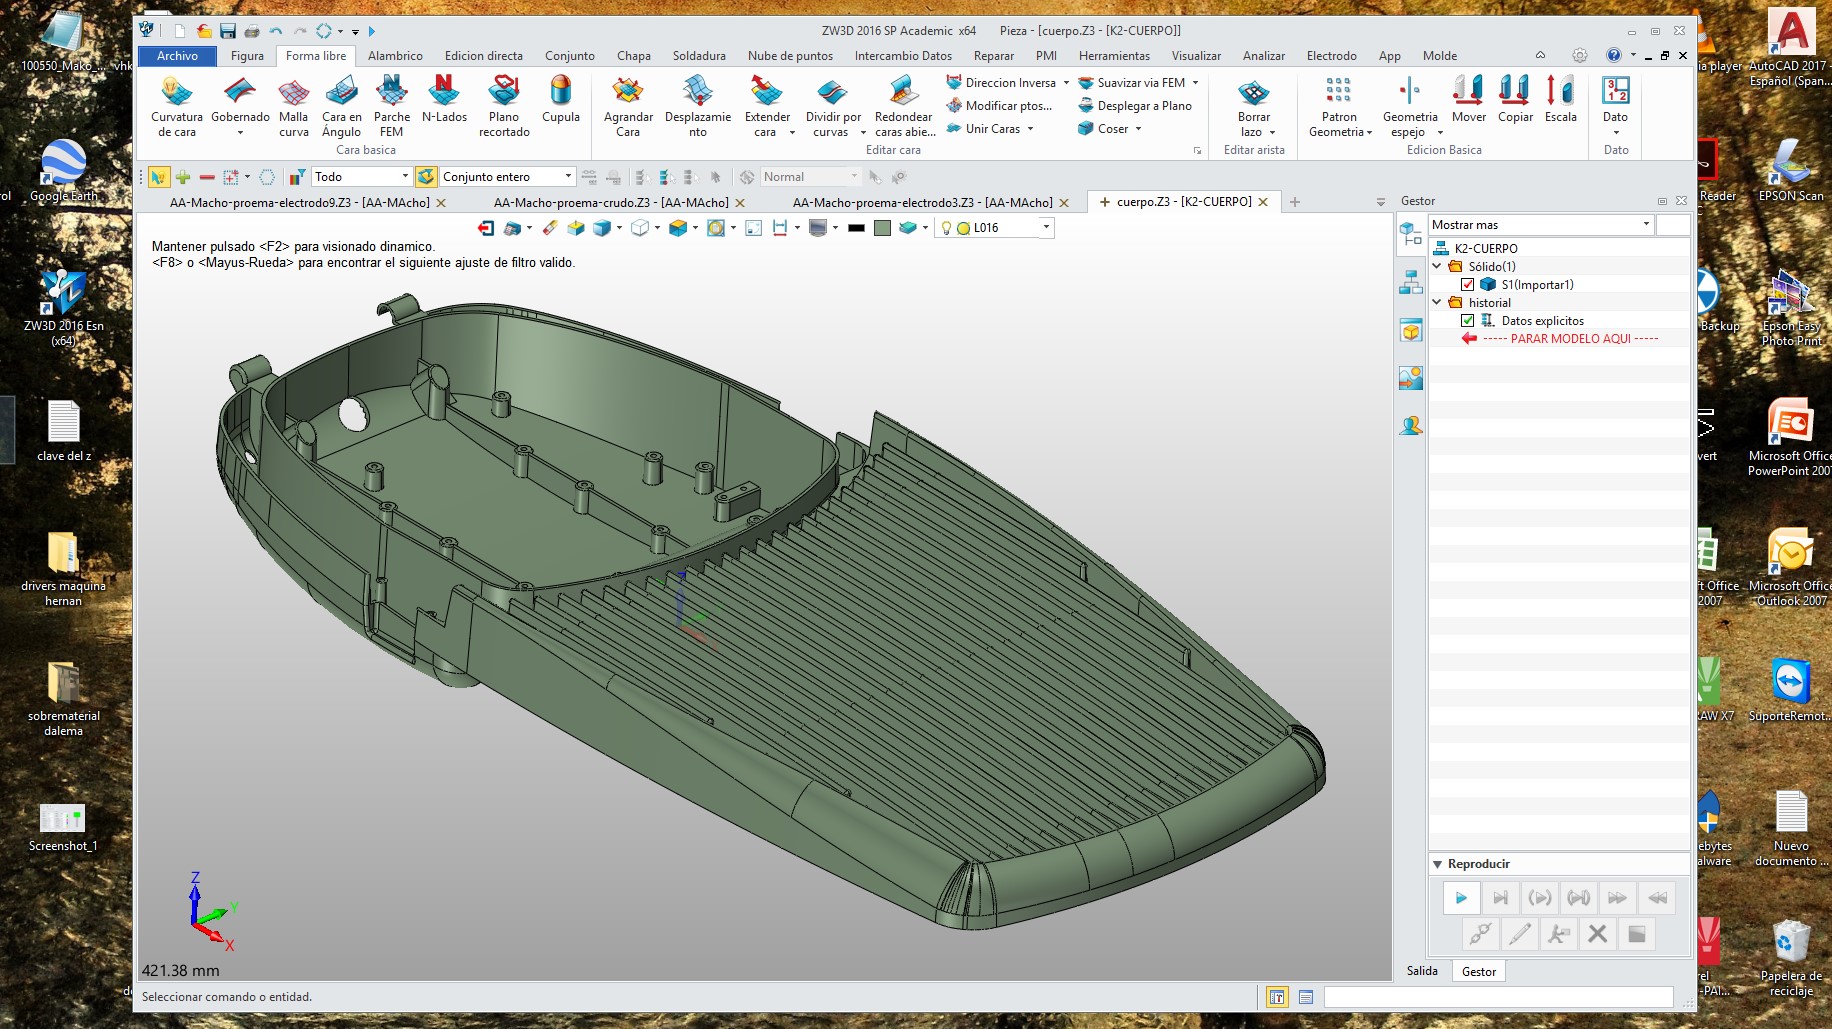 ZW3D 2016 SP Academic x64 Pieza - [cuerpo.Z3 - [K2-CUERPO]]
Archivo Figura Forma libre Alambrico Edicion directa Conjunto Chapa Soldadura Nube de puntos Intercambio Datos Reparar PMI Herramientas Visualizar Analizar Electrodo App Molde
Curvatura de cara
Gobernado
Malla curva
Cara en Ángulo
Parche FEM
N-Lados
Plano recortado
Cupula
Cara basica
Agrandar Cara
Desplazamie nto
Extender cara
Dividir por curvas
Redondear caras abie...
Direccion Inversa
Modificar ptos...
Unir Caras
Suavizar via FEM
Desplegar a Plano
Coser
Editar cara
Borrar lazo
Editar arista
Patron Geometria
Geometria espejo
Mover
Copiar
Escala
Edicion Basica
Dato
Dato
Todo
Conjunto entero
Normal
AA-Macho-proema-electrodo9.Z3 - [AA-MAcho]
AA-Macho-proema-crudo.Z3 - [AA-MAcho]
AA-Macho-proema-electrodo3.Z3 - [AA-MAcho]
cuerpo.Z3 - [K2-CUERPO]
L016
Mantener pulsado <F2> para visionado dinamico.
<F8> o <Mayus-Rueda> para encontrar el siguiente ajuste de filtro valido.
Z
Y
X
421.38 mm
Seleccionar comando o entidad.
Gestor
Mostrar mas
K2-CUERPO
Sólido(1)
S1(Importar1)
historial
Datos explicitos
----- PARAR MODELO AQUI -----
Reproducir
Salida
Gestor
100550_Mako_...
vhk
rol
Google Earth
ZW3D 2016 Esn
(x64)
clave del z
drivers maquina
hernan
sobrematerial
dalema
Screenshot_1
de
ia player
AutoCAD 2017 -
Español (Span...
Reader
C
EPSON Scan
Backup
Epson Easy
Photo Print
vert
Microsoft Office
PowerPoint 2007
ft Office
2007
Microsoft Office
Outlook 2007
RAW X7
SuporteRemot...
ebytes
alware
Nuevo
documento ...
rel
-PAI...
Papelera de
reciclaje